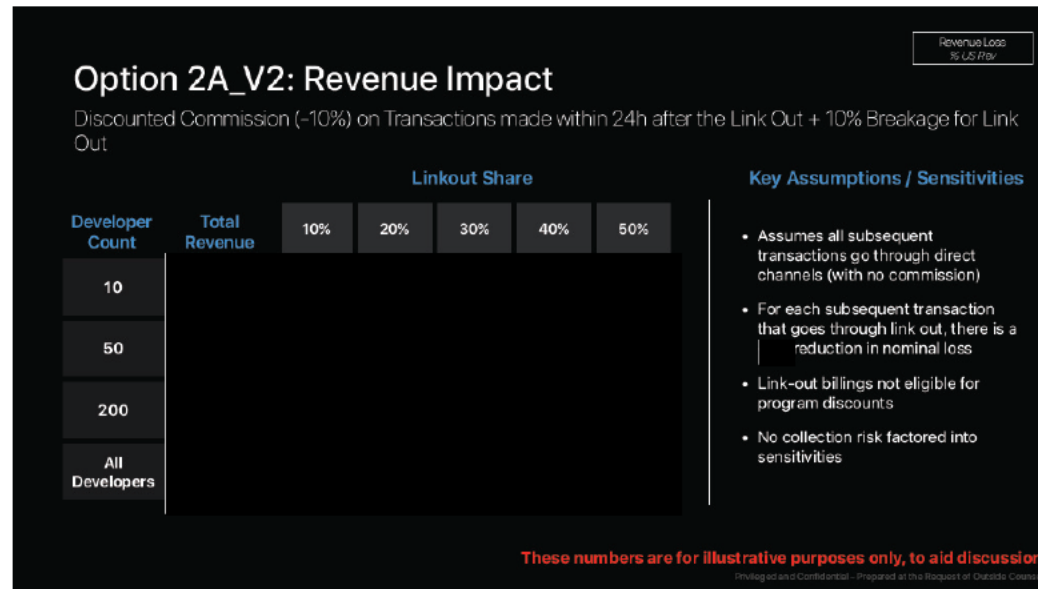 Revenue Loss
% US Rev
Option 2A_V2: Revenue Impact
Discounted Commission (-10%) on Transactions made within 24h after the Link Out + 10% Breakage for Link
Out
Linkout Share
Key Assumptions / Sensitivities
Developer
Count
Total
Revenue
10%
20%
30%
40%
50%
10
50
200
All
Developers
• Assumes all subsequent
transactions go through direct
channels (with no commission)
• For each subsequent transaction
that goes through link out, there is a
reduction in nominal loss
• Link-out billings not eligible for
program discounts
• No collection risk factored into
sensitivities
These numbers are for illustrative purposes only, to aid discussion
Privileged and Confidential – Prepared at the Request of Outside Couns